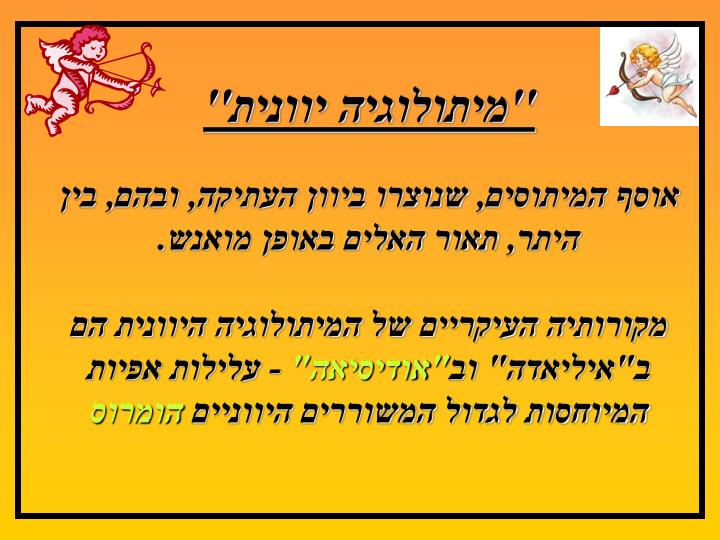 "מיתולוגיה יוונית"
אוסף המיתוסים, שנוצרו ביוון העתיקה, ובהם, בין
היתר, תאור האלים באופן מואנש.
מקורותיה העיקריים של המיתולוגיה היוונית הם
ב"איליאדה" וב"אודיסיאה" - עלילות אפיות
המיוחסות לגדול המשוררים היווניים הומרוס